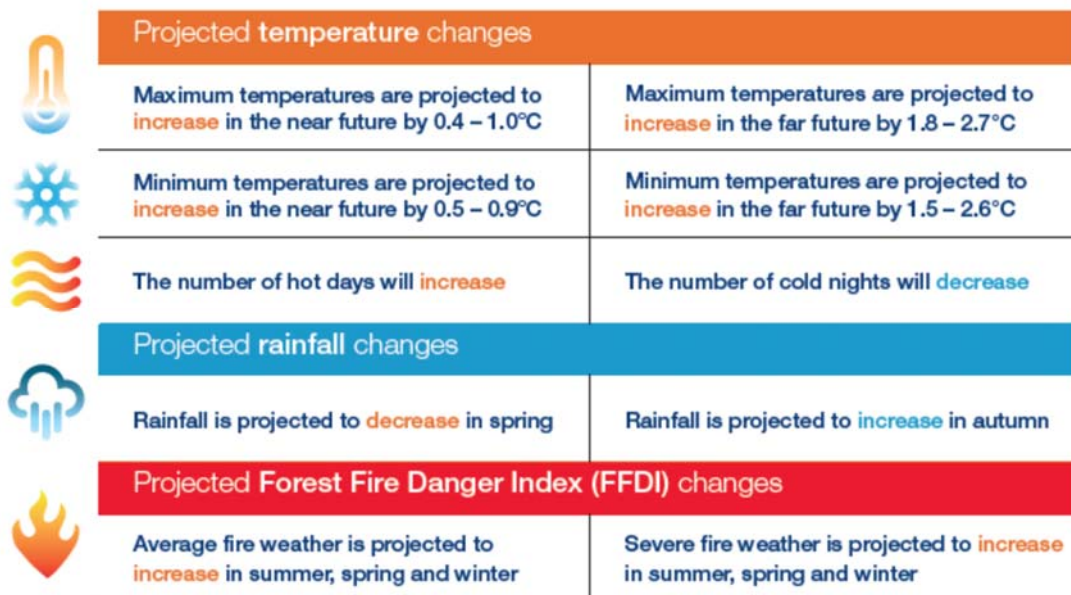 Projected temperature changes
Maximum temperatures are projected to
increase in the near future by 0.4 – 1.0°C
Maximum temperatures are projected to
increase in the far future by 1.8 – 2.7°C
Minimum temperatures are projected to
increase in the near future by 0.5 – 0.9°C
Minimum temperatures are projected to
increase in the far future by 1.5 – 2.6°C
The number of hot days will increase
The number of cold nights will decrease
Projected rainfall changes
Rainfall is projected to decrease in spring
Rainfall is projected to increase in autumn
Projected Forest Fire Danger Index (FFDI) changes
Average fire weather is projected to
increase in summer, spring and winter
Severe fire weather is projected to increase
in summer, spring and winter